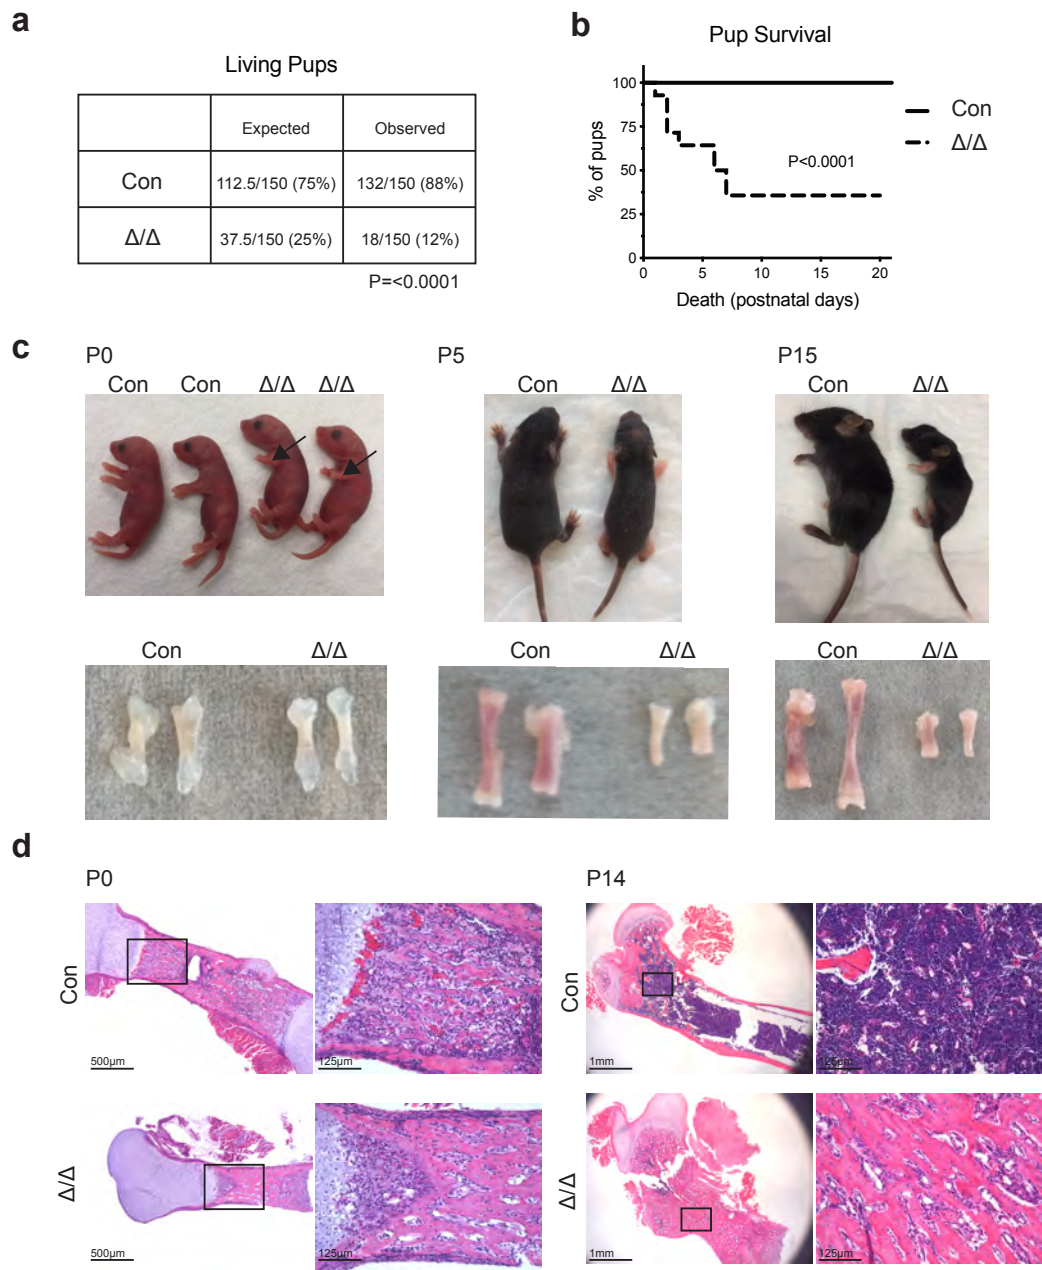 a
Living Pups
Expected Observed
Con 112.5/150 (75%) 132/150 (88%)
Δ/Δ 37.5/150 (25%) 18/150 (12%)
P=<0.0001
b
Pup Survival
100
75
50
25
0
% of pups
P<0.0001
0 5 10 15 20
Death (postnatal days)
Con
Δ/Δ
c
P0
Con Con Δ/Δ Δ/Δ
P5
Con Δ/Δ
P15
Con Δ/Δ
Con Δ/Δ
Con Δ/Δ
Con Δ/Δ
d
P0
Con
500µm
125µm
Δ/Δ
500µm
125µm
P14
Con
1mm
125µm
Δ/Δ
1mm
125µm